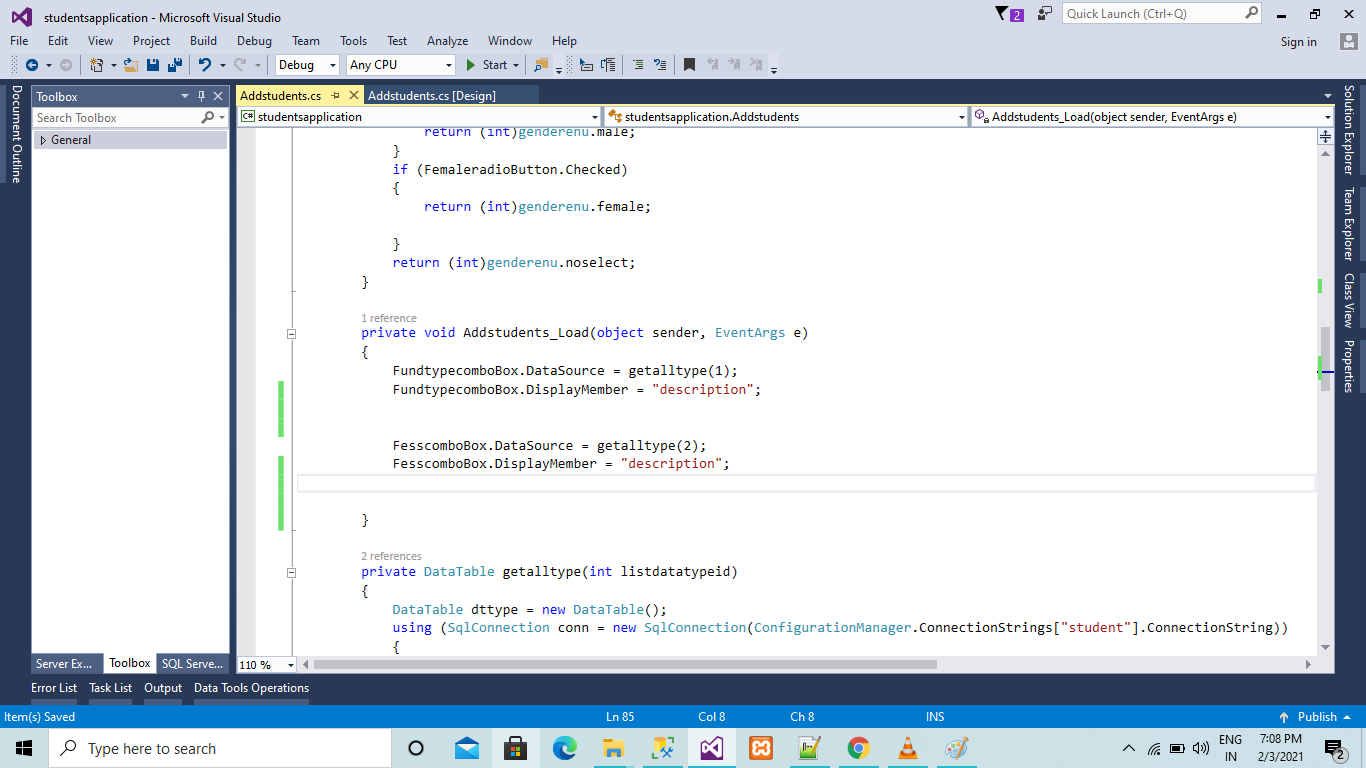 studentsapplication - Microsoft Visual Studio
2
Quick Launch (Ctrl+Q)
File Edit View Project Build Debug Team Tools Test Analyze Window Help
Sign in
Debug Any CPU Start
Document Outline
Toolbox
Search Toolbox
General
Addstudents.cs
Addstudents.cs [Design]
C# studentsapplication
studentsapplication.Addstudents
Addstudents_Load(object sender, EventArgs e)
return (int)genderenu.male;
}
if (FemaleradioButton.Checked)
{
return (int)genderenu.female;
}
return (int)genderenu.noselect;
}
1 reference
private void Addstudents_Load(object sender, EventArgs e)
{
FundtypecomboBox.DataSource = getalltype(1);
FundtypecomboBox.DisplayMember = "description";
FesscomboBox.DataSource = getalltype(2);
FesscomboBox.DisplayMember = "description";
}
2 references
private DataTable getalltype(int listdatatypeid)
{
DataTable dttype = new DataTable();
using (SqlConnection conn = new SqlConnection(ConfigurationManager.ConnectionStrings["student"].ConnectionString))
{
110 %
Solution Explorer
Team Explorer
Class View
Properties
Server Ex... Toolbox SQL Serve...
Error List Task List Output Data Tools Operations
Item(s) Saved Ln 85 Col 8 Ch 8 INS Publish
Type here to search
ENG
IN
7:08 PM
2/3/2021
2